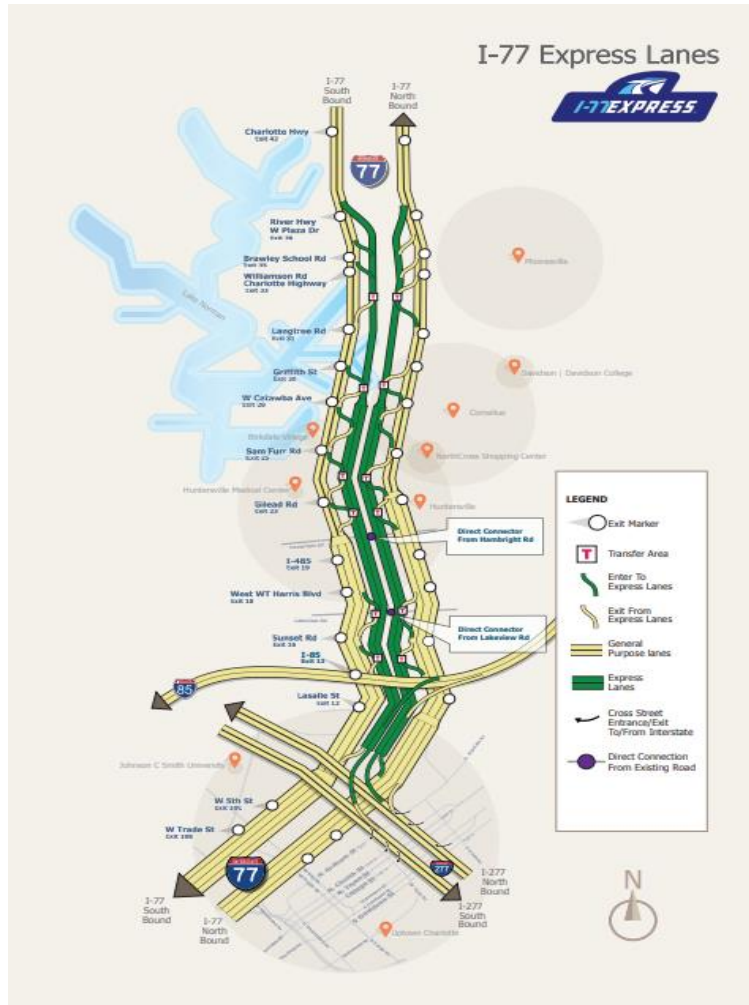 I-77 Express Lanes
I-77 EXPRESS
I-77
South
Bound
I-77
North
Bound
Charlotte Hwy
Exit 42
77
River Hwy
W Plaza Dr
Exit 36
Brawley School Rd
Exit 35
Mooresville
Williamson Rd
Charlotte Highway
Exit 33
Lake Norman
Langtree Rd
Exit 31
Griffith St
Exit 30
Davidson | Davidson College
W Catawba Ave
Exit 28
Cornelius
Birkdale Village
Sam Furr Rd
Exit 25
NorthCross Shopping Center
Huntersville Medical Center
Gilead Rd
Exit 23
Huntersville
Direct Connector
From Hambright Rd
I-485
Exit 19
West WT Harris Blvd
Exit 18
Direct Connector
From Lakeview Rd
Sunset Rd
Exit 16
I-85
Exit 13
85
Lasalle St
Exit 12
Johnson C Smith University
W 5th St
W Trade St
77
277
I-77
South
Bound
I-77
North
Bound
I-277
North
Bound
I-277
South
Bound
Uptown Charlotte
LEGEND
Exit Marker
T Transfer Area
Enter To
Express Lanes
Exit From
Express Lanes
General
Purpose lanes
Express
Lanes
Cross Street
Entrance/Exit
To/From Interstate
Direct Connection
From Existing Road
N